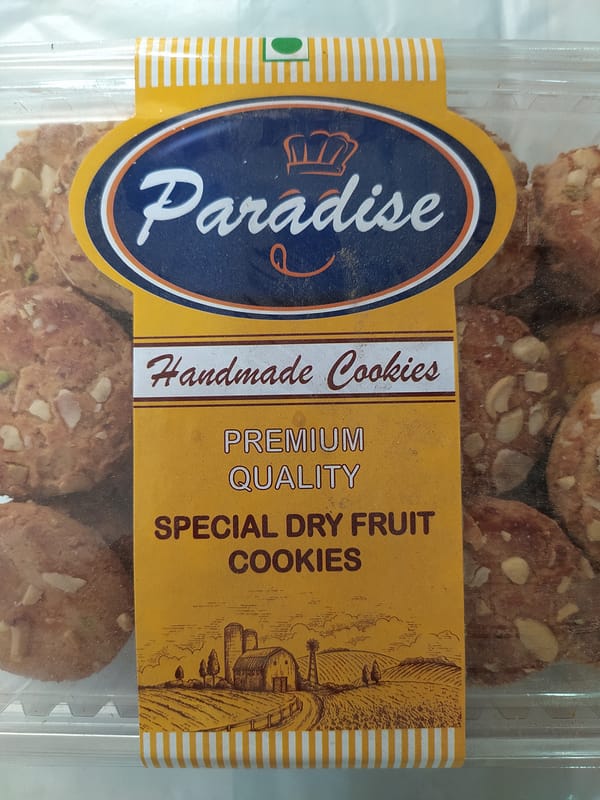 Paradise
Handmade Cookies
PREMIUM
QUALITY
SPECIAL DRY FRUIT
COOKIES